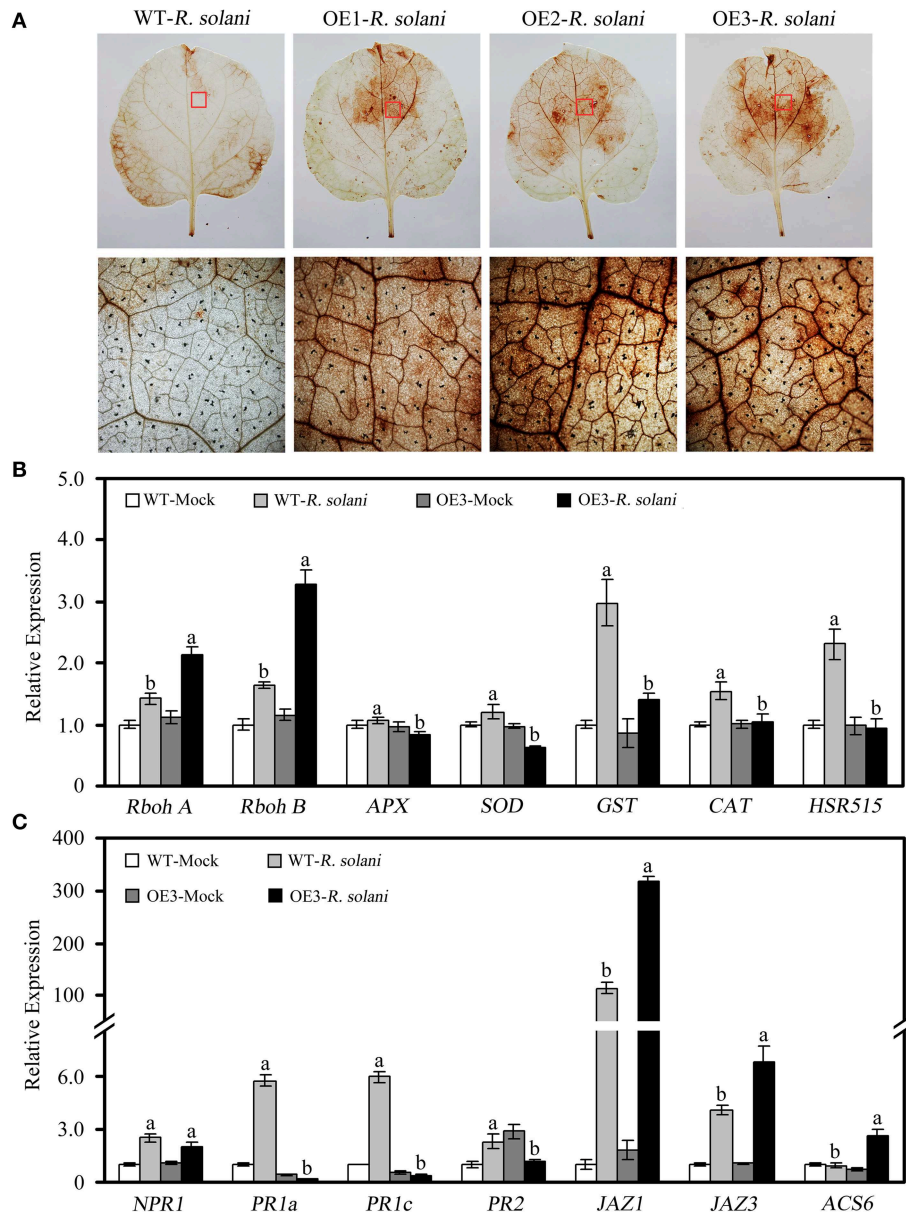 A
WT-R. solani OE1-R. solani OE2-R. solani OE3-R. solani
B
5.0
4.0
3.0
2.0
1.0
0
Relative Expression
WT-Mock WT-R. solani OE3-Mock OE3-R. solani
b a b a a b a b a b a b a b
Rboh A Rboh B APX SOD GST CAT HSR515
C
400
300
200
100
6.0
3.0
0
Relative Expression
WT-Mock WT-R. solani
OE3-Mock OE3-R. solani
a a a b a b a b b a b a b a
NPR1 PR1a PR1c PR2 JAZ1 JAZ3 ACS6